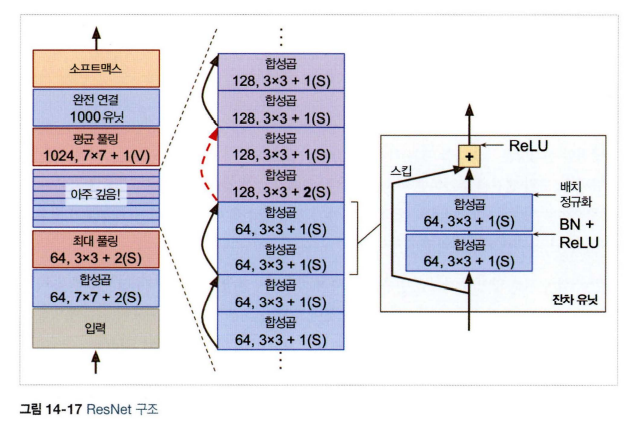 소프트맥스
완전 연결
1000 유닛
평균 풀링
1024, 7×7 + 1(V)
아주 깊음!
최대 풀링
64, 3×3 + 2(S)
합성곱
64, 7×7 + 2(S)
입력
합성곱
128, 3×3 + 1(S)
합성곱
128, 3×3 + 1(S)
합성곱
128, 3×3 + 1(S)
합성곱
128, 3×3 + 2(S)
합성곱
64, 3×3 + 1(S)
합성곱
64, 3×3 + 1(S)
합성곱
64, 3×3 + 1(S)
합성곱
64, 3×3 + 1(S)
+
ReLU
스킵
합성곱
64, 3×3 + 1(S)
합성곱
64, 3×3 + 1(S)
배치
정규화
BN +
ReLU
잔차 유닛
그림 14-17 ResNet 구조